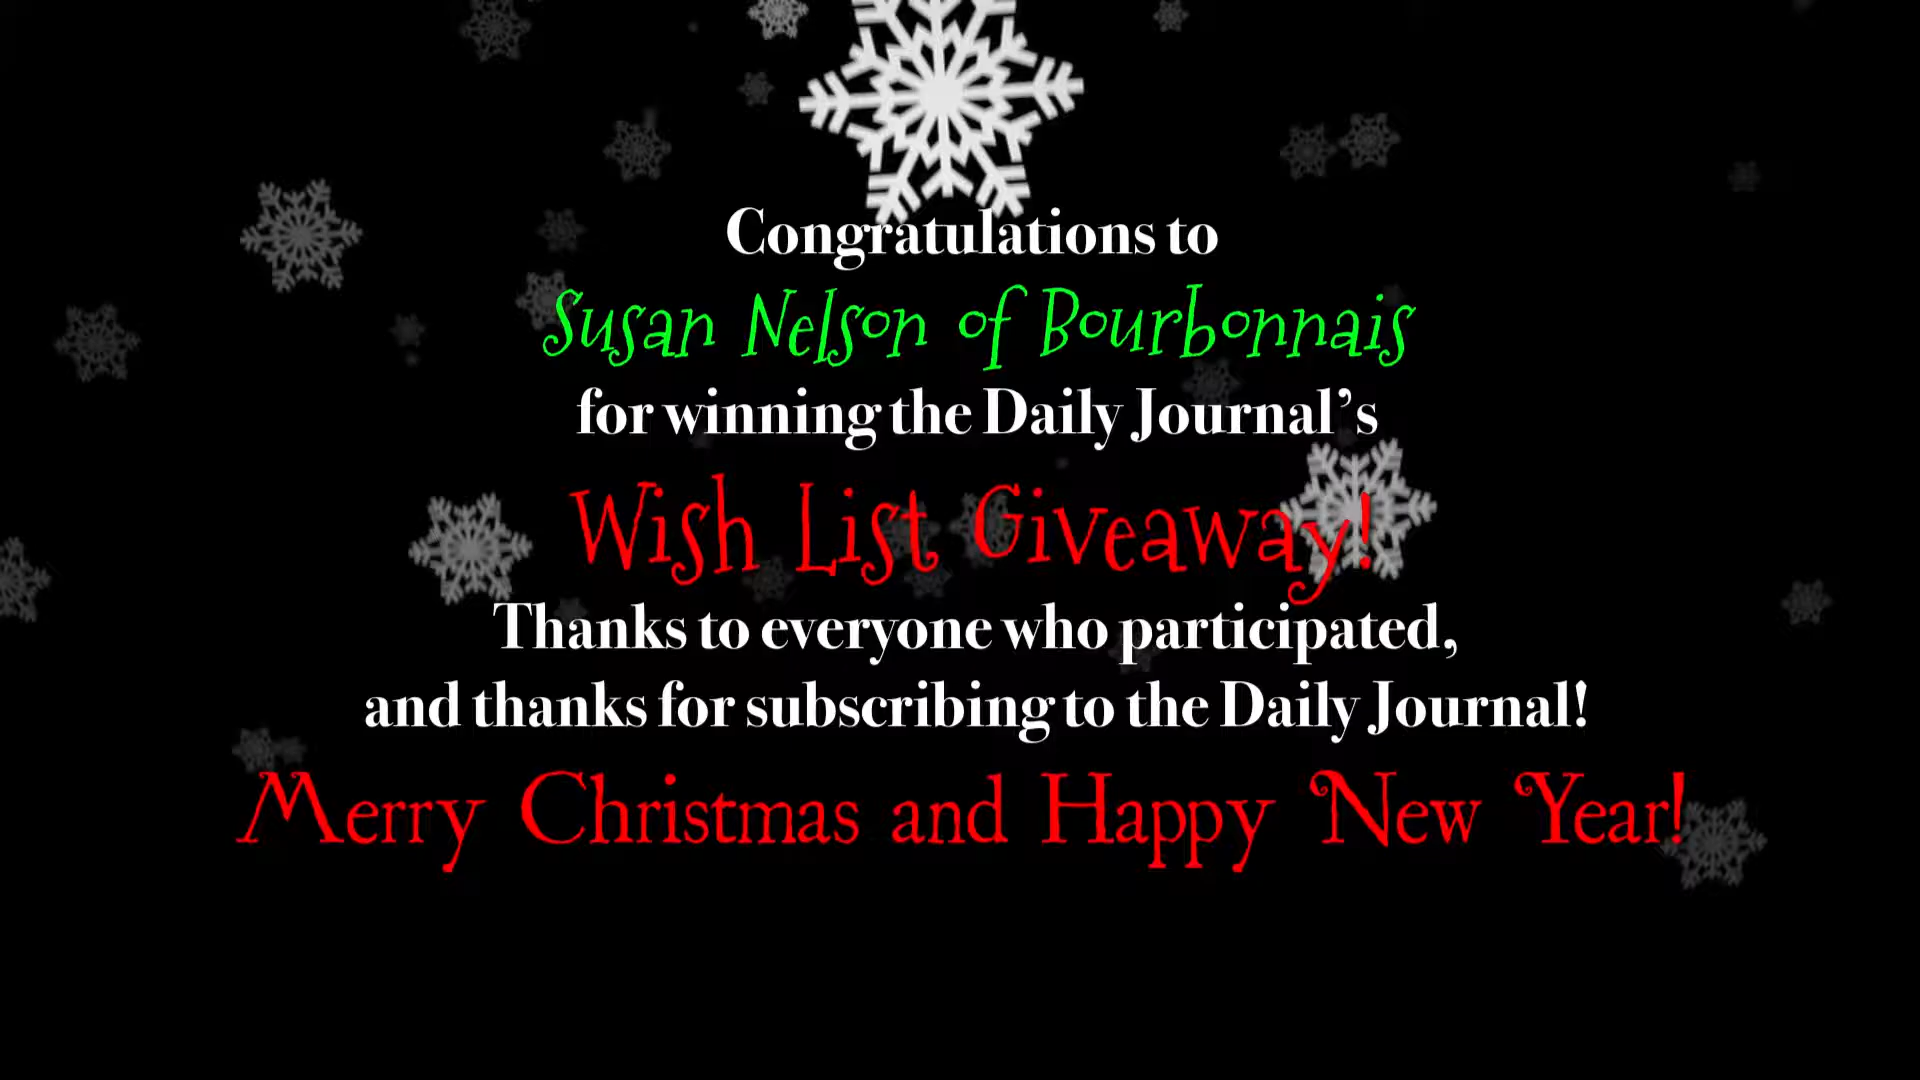 Congratulations to
Susan Nelson of Bourbonnais
for winning the Daily Journal’s
Wish List Giveaway!
Thanks to everyone who participated,
and thanks for subscribing to the Daily Journal!
Merry Christmas and Happy New Year!